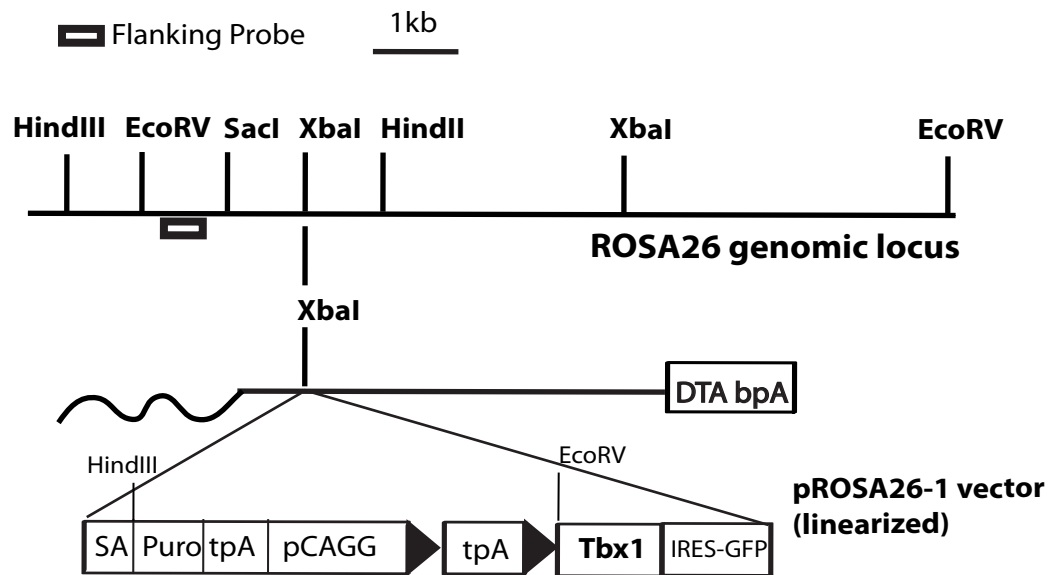 Flanking Probe
1kb
HindIII EcoRV SacI XbaI HindII XbaI EcoRV
ROSA26 genomic locus
XbaI
DTA bpA
HindIII
EcoRV
pROSA26-1 vector
(linearized)
SA Puro tpA pCAGG tpA Tbx1 IRES-GFP